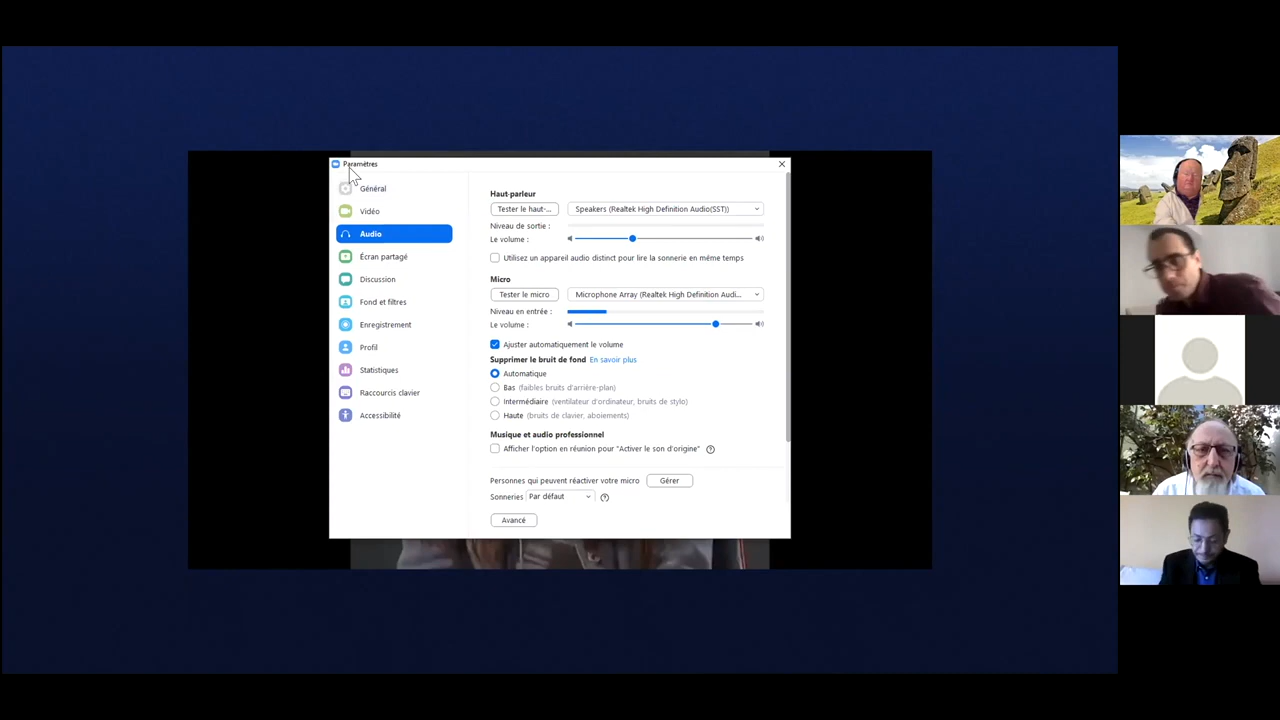 Paramètres
Général
Vidéo
Audio
Écran partagé
Discussion
Fond et filtres
Enregistrement
Profil
Statistiques
Raccourcis clavier
Accessibilité
Haut-parleur
Tester le haut-... Speakers (Realtek High Definition Audio(SST))
Niveau de sortie :
Le volume :
Utilisez un appareil audio distinct pour lire la sonnerie en même temps
Micro
Tester le micro Microphone Array (Realtek High Definition Audi...
Niveau en entrée :
Le volume :
Ajuster automatiquement le volume
Supprimer le bruit de fond En savoir plus
Automatique
Bas (faibles bruits d'arrière-plan)
Intermédiaire (ventilateur d'ordinateur, bruits de stylo)
Haute (bruits de clavier, aboiements)
Musique et audio professionnel
Afficher l'option en réunion pour "Activer le son d'origine" ?
Personnes qui peuvent réactiver votre micro Gérer
Sonneries Par défaut ?
Avancé